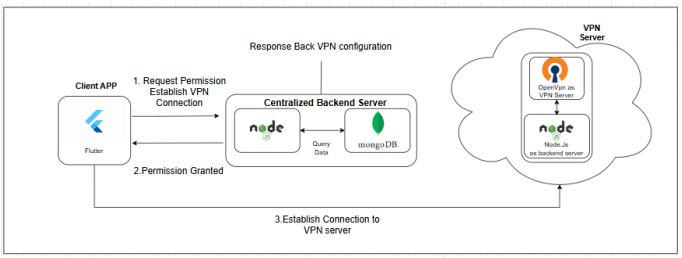 VPN
Server
Response Back VPN configuration
Client APP
1. Request Permission
Establish VPN
Connection
Centralized Backend Server
OpenVpn as
VPN Server
node
JS
Query
Data
mongoDB.
node
JS
Node.Js
as backend server
Flutter
2.Permission Granted
3.Establish Connection to
VPN server